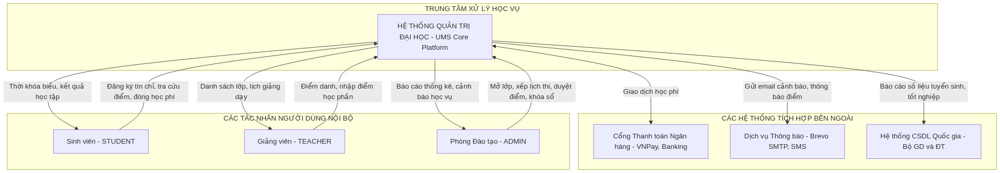 TRUNG TÂM XỬ LÝ HỌC VỤ
HỆ THỐNG QUẢN TRỊ
ĐẠI HỌC - UMS Core
Platform
Thời khóa biểu, kết quả
học tập
Đăng ký tín chỉ, tra cứu
điểm, đóng học phí
Danh sách lớp, lịch giảng
dạy
Điểm danh, nhập điểm
học phần
Báo cáo thống kê, cảnh
báo học vụ
Mở lớp, xếp lịch thi, duyệt
điểm, khóa sổ
Giao dịch học phí
Gửi email cảnh báo, thông
báo điểm
Báo cáo số liệu tuyển sinh,
tốt nghiệp
CÁC TÁC NHÂN NGƯỜI DÙNG NỘI BỘ
Sinh viên - STUDENT
Giảng viên - TEACHER
Phòng Đào tạo - ADMIN
CÁC HỆ THỐNG TÍCH HỢP BÊN NGOÀI
Cổng Thanh toán Ngân
hàng - VNPay, Banking
Dịch vụ Thông báo - Brevo
SMTP, SMS
Hệ thống CSDL Quốc gia -
Bộ GD và ĐT